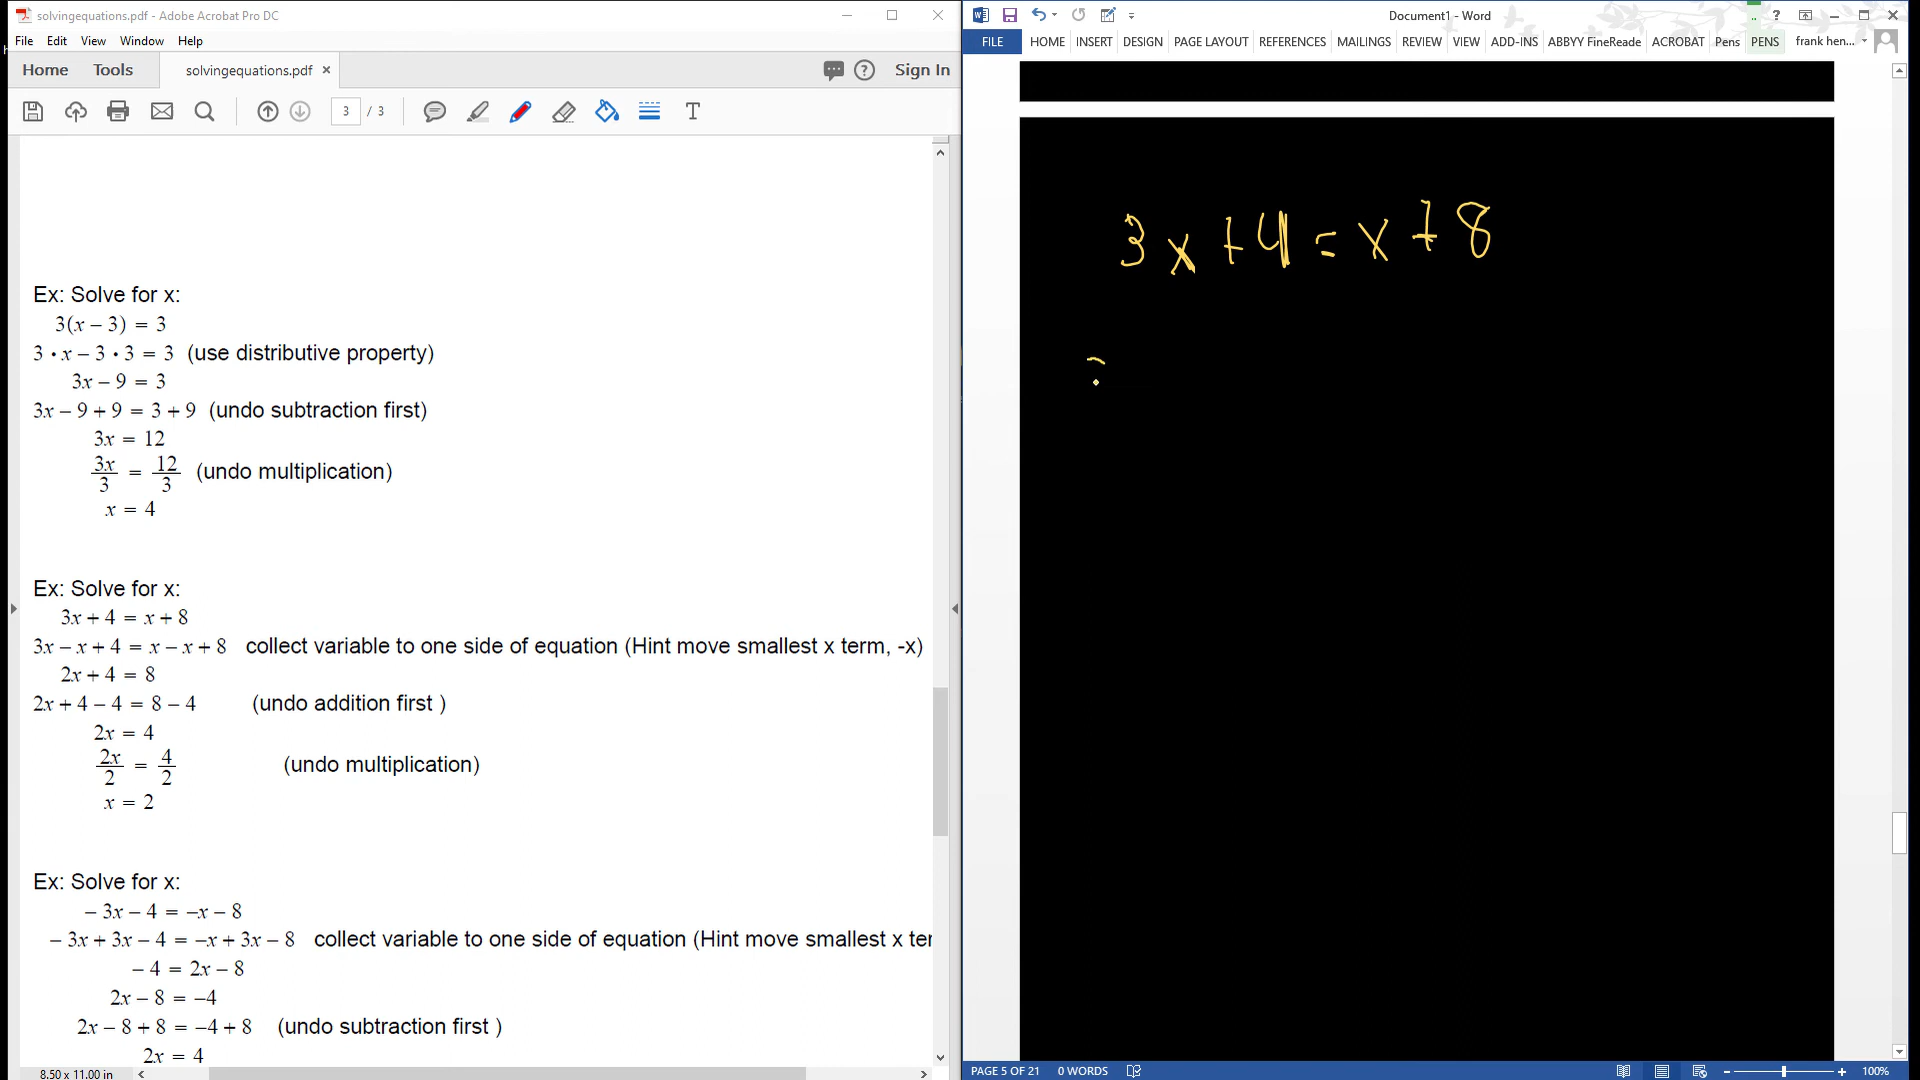 solvingequations.pdf - Adobe Acrobat Pro DC
File Edit View Window Help
Home Tools solvingequations.pdf × Sign In
3 / 3
Ex: Solve for x:
3(x − 3) = 3
3 • x − 3 • 3 = 3 (use distributive property)
3x − 9 = 3
3x − 9 + 9 = 3 + 9 (undo subtraction first)
3x = 12
3x/3 = 12/3 (undo multiplication)
x = 4
Ex: Solve for x:
3x + 4 = x + 8
3x − x + 4 = x − x + 8 collect variable to one side of equation (Hint move smallest x term, -x)
2x + 4 = 8
2x + 4 − 4 = 8 − 4 (undo addition first )
2x = 4
2x/2 = 4/2 (undo multiplication)
x = 2
Ex: Solve for x:
− 3x − 4 = −x − 8
− 3x + 3x − 4 = −x + 3x − 8 collect variable to one side of equation (Hint move smallest x ter
− 4 = 2x − 8
2x − 8 = −4
2x − 8 + 8 = −4 + 8 (undo subtraction first )
2x = 4
8.50 x 11.00 in
Document1 - Word
FILE HOME INSERT DESIGN PAGE LAYOUT REFERENCES MAILINGS REVIEW VIEW ADD-INS ABBYY FineReade ACROBAT Pens PENS frank hen...
3x + 4 = x + 8
PAGE 5 OF 21 0 WORDS 100%